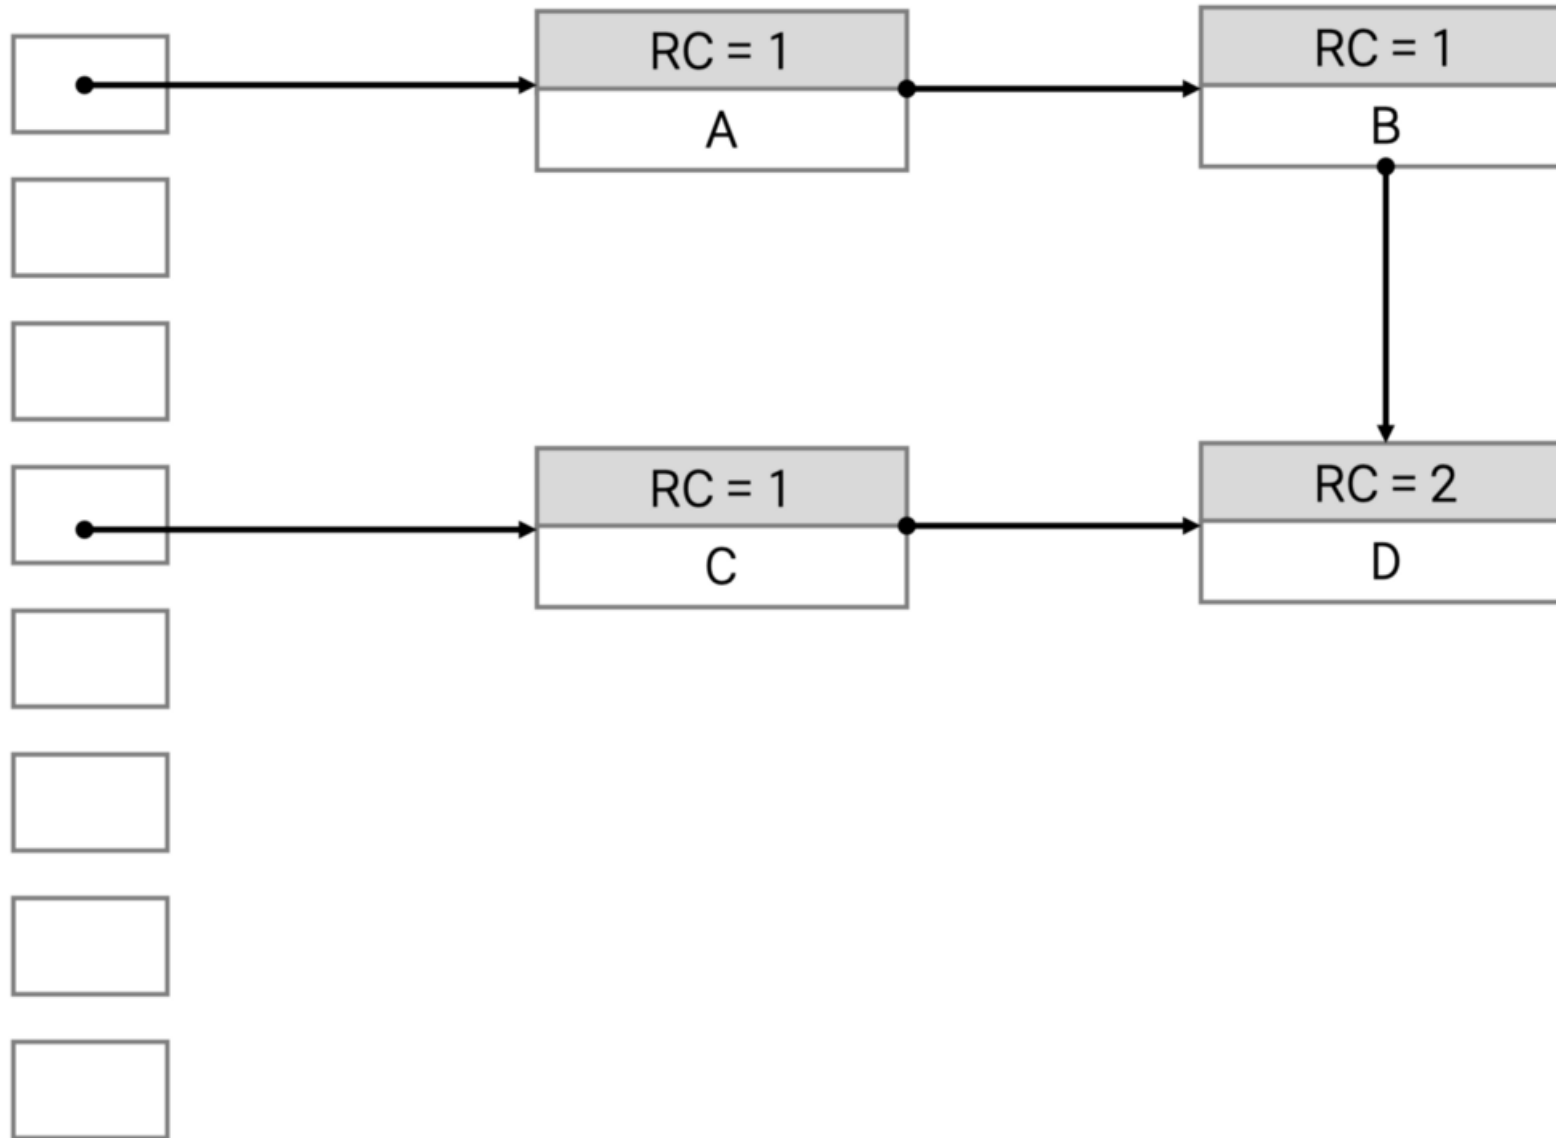 RC = 1
A
RC = 1
B
RC = 1
C
RC = 2
D